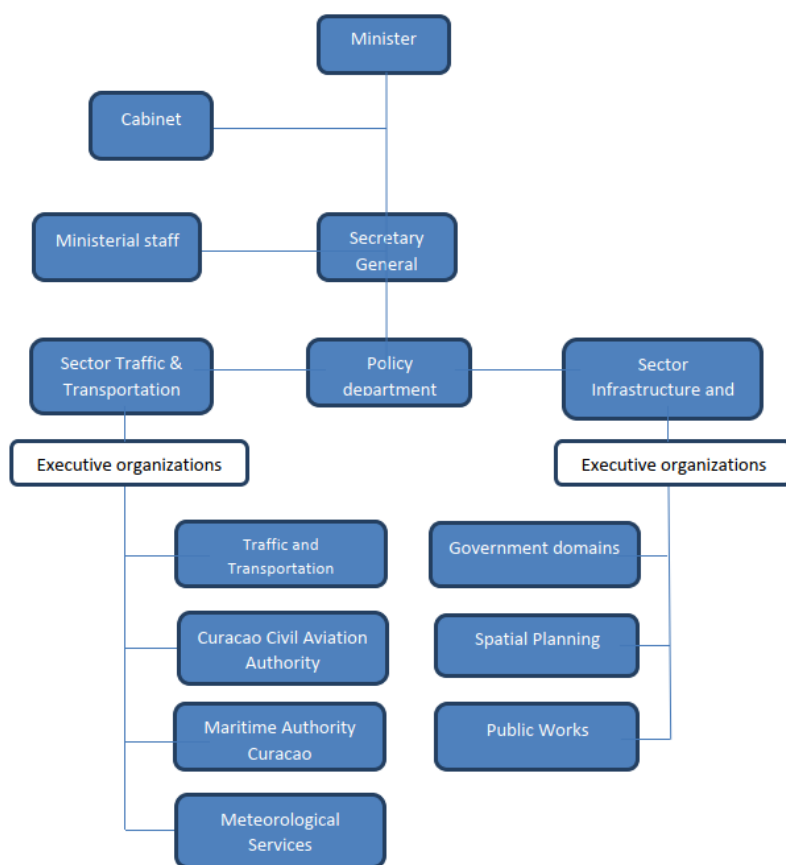 Minister
Cabinet
Ministerial staff
Secretary
General
Sector Traffic &
Transportation
Policy
department
Sector
Infrastructure and
Executive organizations
Executive organizations
Traffic and
Transportation
Government domains
Curacao Civil Aviation
Authority
Spatial Planning
Maritime Authority
Curacao
Public Works
Meteorological
Services